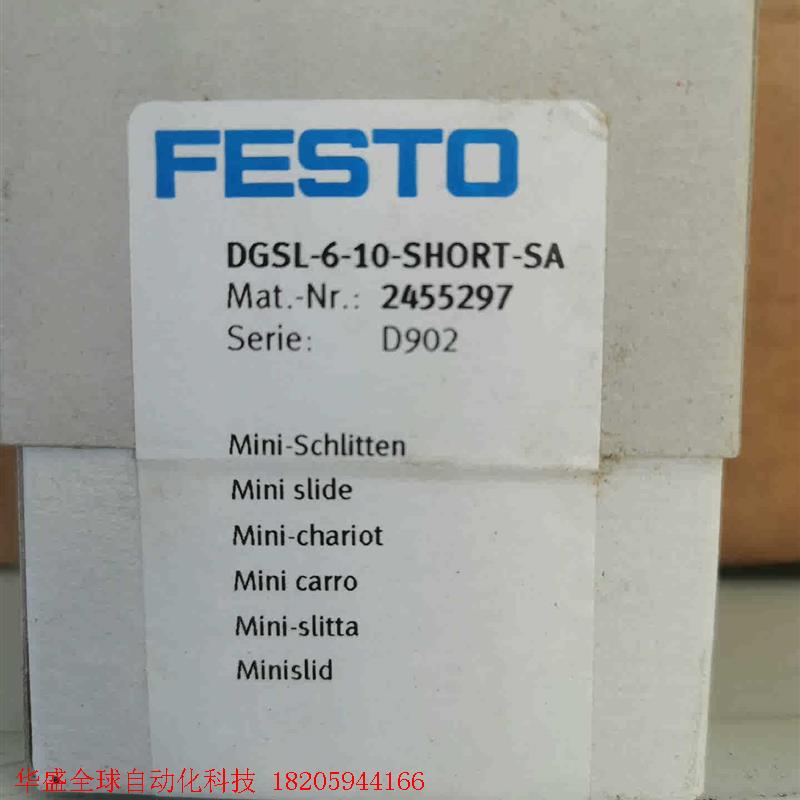 FESTO
DGSL-6-10-SHORT-SA
Mat.-Nr.: 2455297
Serie: D902
Mini-Schlitten
Mini slide
Mini-chariot
Mini carro
Mini-slitta
Minislid
华盛全球自动化科技 18205944166